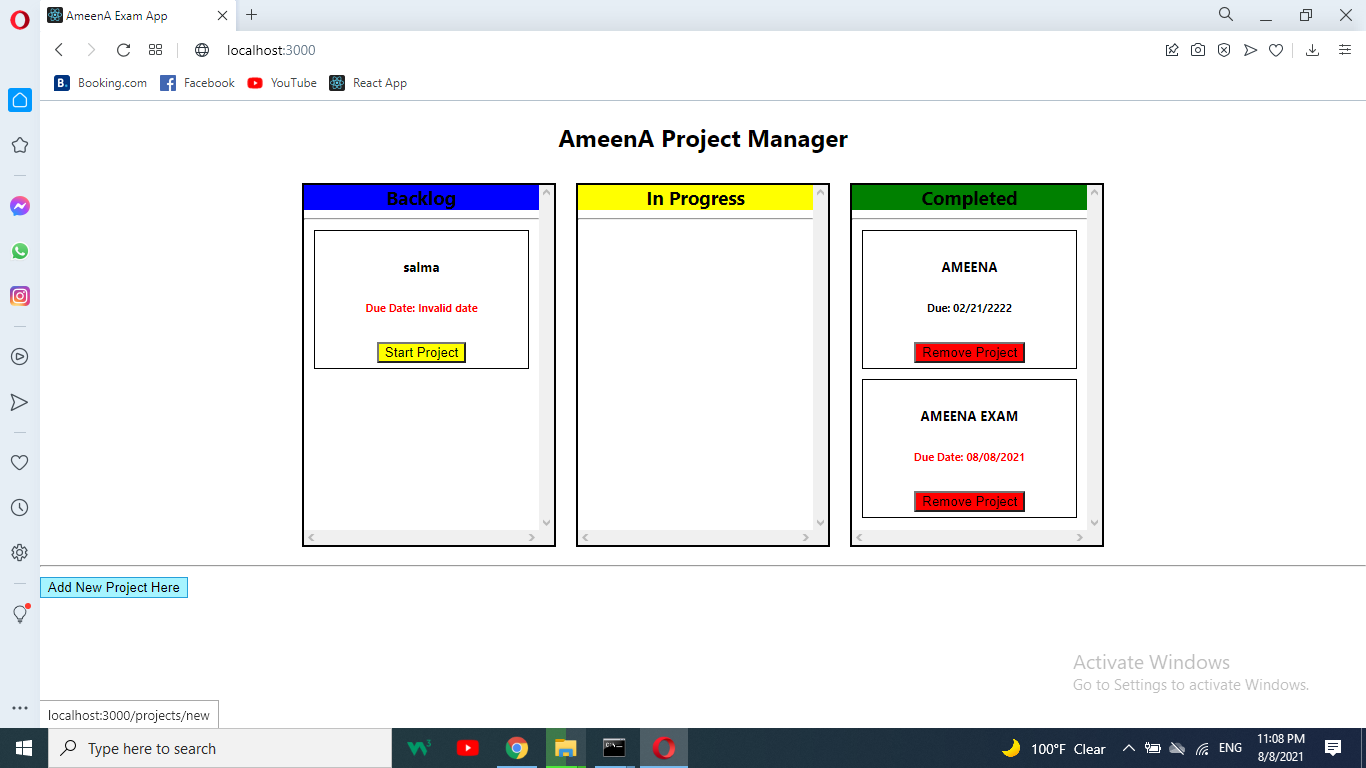 AmeenA Exam App
localhost:3000
B. Booking.com Facebook YouTube React App
AmeenA Project Manager
Backlog
salma
Due Date: Invalid date
Start Project
In Progress
Completed
AMEENA
Due: 02/21/2222
Remove Project
AMEENA EXAM
Due Date: 08/08/2021
Remove Project
Add New Project Here
Activate Windows
Go to Settings to activate Windows.
localhost:3000/projects/new
Type here to search
W3
100°F Clear
ENG
11:08 PM
8/8/2021